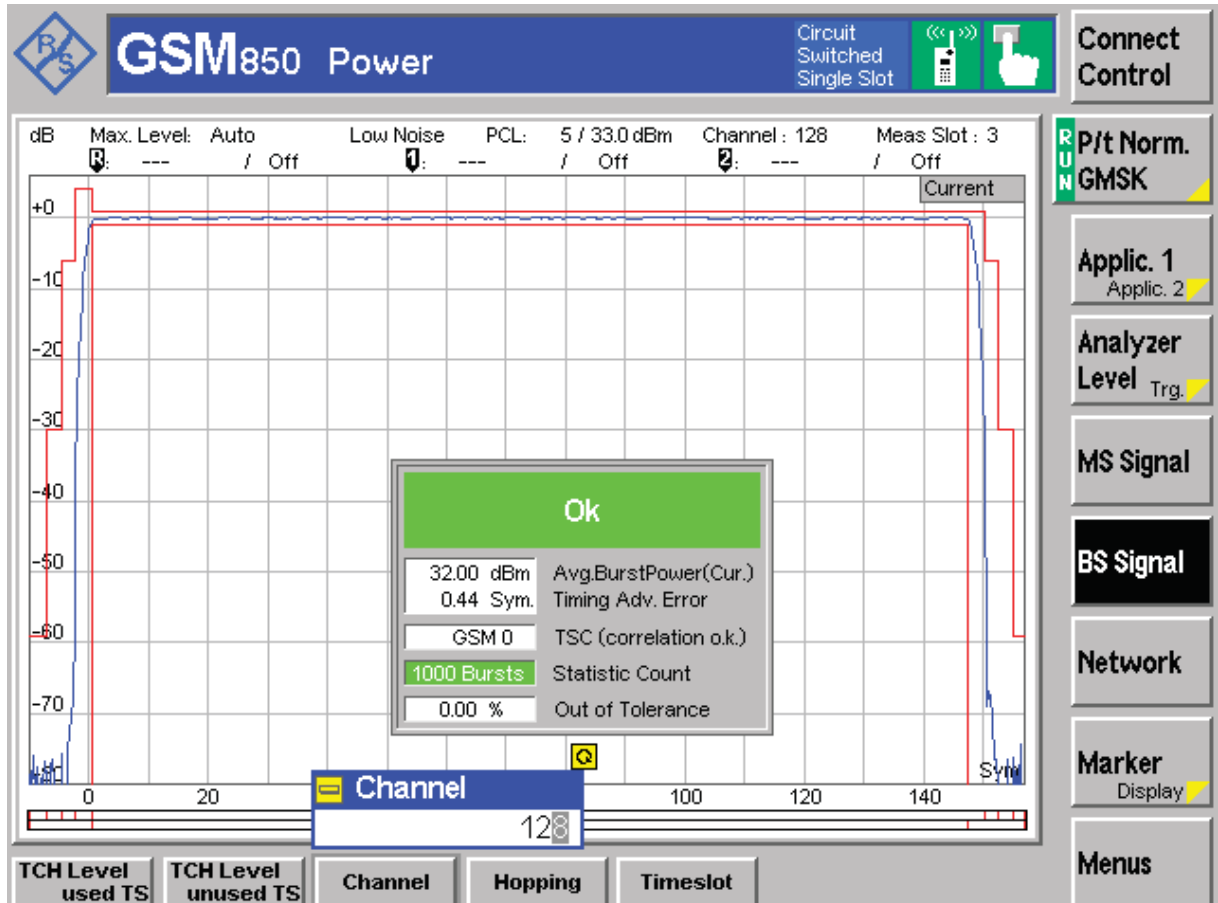 R/S
GSM850 Power
Circuit
Switched
Single Slot
Connect
Control
dB Max. Level: Auto Low Noise PCL: 5 / 33.0 dBm Channel : 128 Meas Slot : 3
R: --- / Off 1: --- / Off 2: --- / Off
Current
RUN
P/t Norm.
GMSK
Applic. 1
Applic. 2
Analyzer
Level Trg.
MS Signal
BS Signal
Network
Marker
Display
Menus
+0
-10
-20
-30
-40
-50
-60
-70
Ok
32.00 dBm Avg.BurstPower(Cur.)
0.44 Sym. Timing Adv. Error
GSM 0 TSC (correlation o.k.)
1000 Bursts Statistic Count
0.00 % Out of Tolerance
Sym
0 20 100 120 140
Channel
128
TCH Level
used TS
TCH Level
unused TS
Channel
Hopping
Timeslot